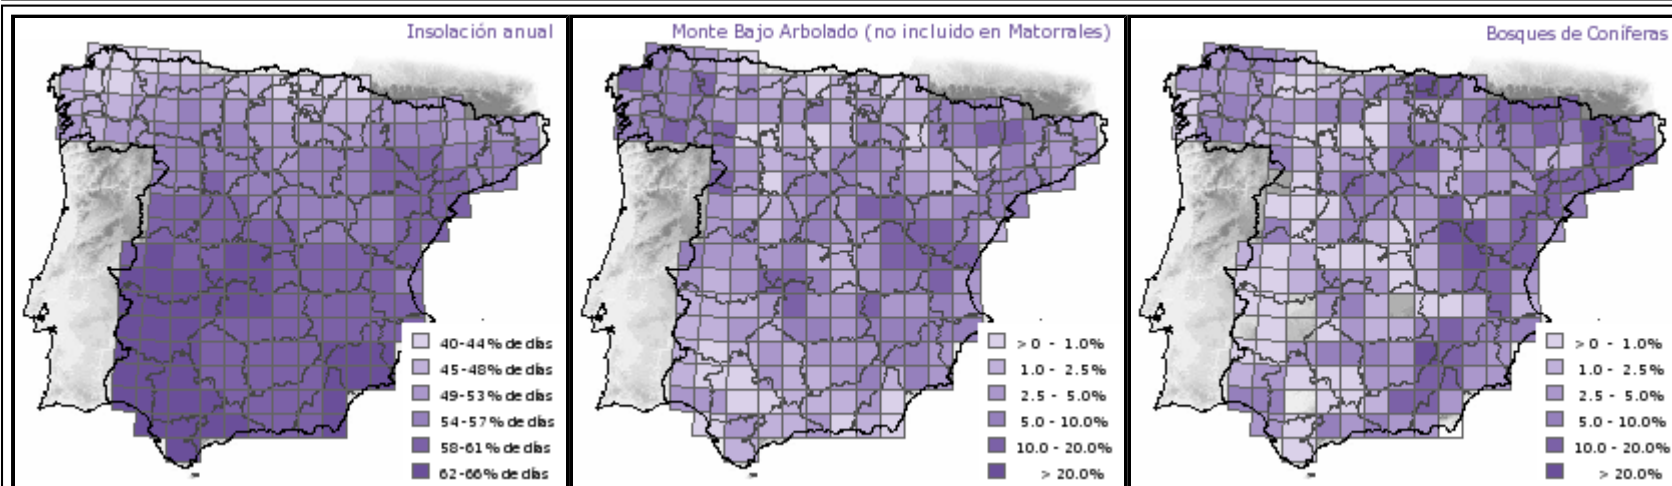 Insolación anual
40-44% de días
45-48% de días
49-53% de días
54-57% de días
58-61% de días
62-66% de días
Monte Bajo Arbolado (no incluido en Matorrales)
> 0 - 1.0%
1.0 - 2.5%
2.5 - 5.0%
5.0 - 10.0%
10.0 - 20.0%
> 20.0%
Bosques de Coníferas
> 0 - 1.0%
1.0 - 2.5%
2.5 - 5.0%
5.0 - 10.0%
10.0 - 20.0%
> 20.0%